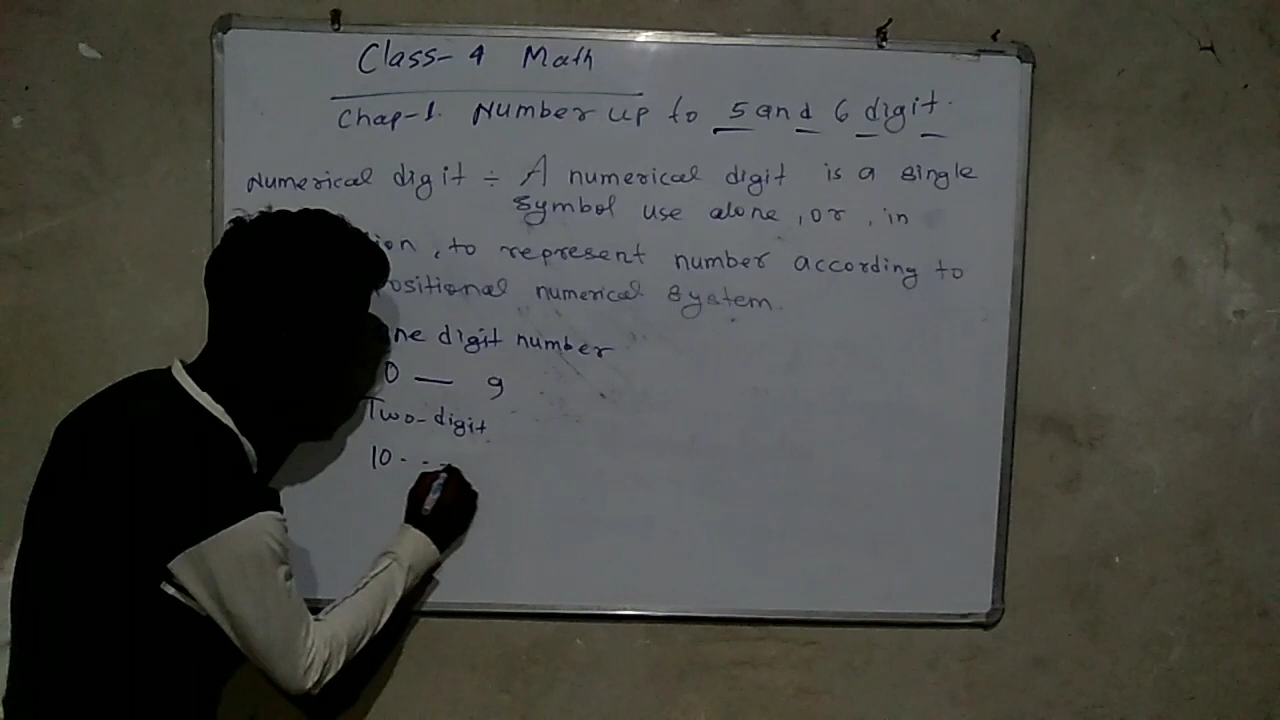 Class- 4 Math
Chap-1. Number up to 5 and 6 digit.
Numerical digit ÷ A numerical digit is a single
symbol use alone, or, in
ion, to represent number according to
ositional numerical system.
ne digit number
0 — 9
Two-digit
10- - -